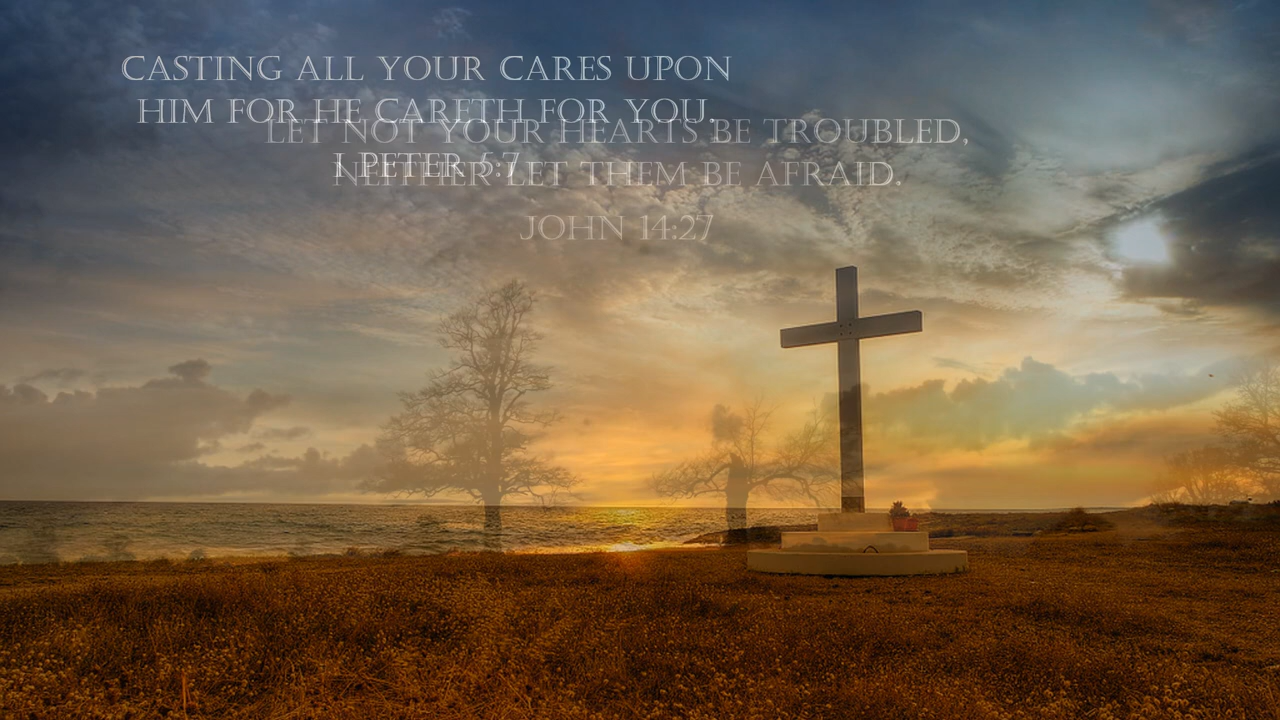 CASTING ALL YOUR CARES UPON
HIM FOR HE CARETH FOR YOU.
I PETER 5:7
LET NOT YOUR HEARTS BE TROUBLED,
NEITHER LET THEM BE AFRAID.
JOHN 14:27